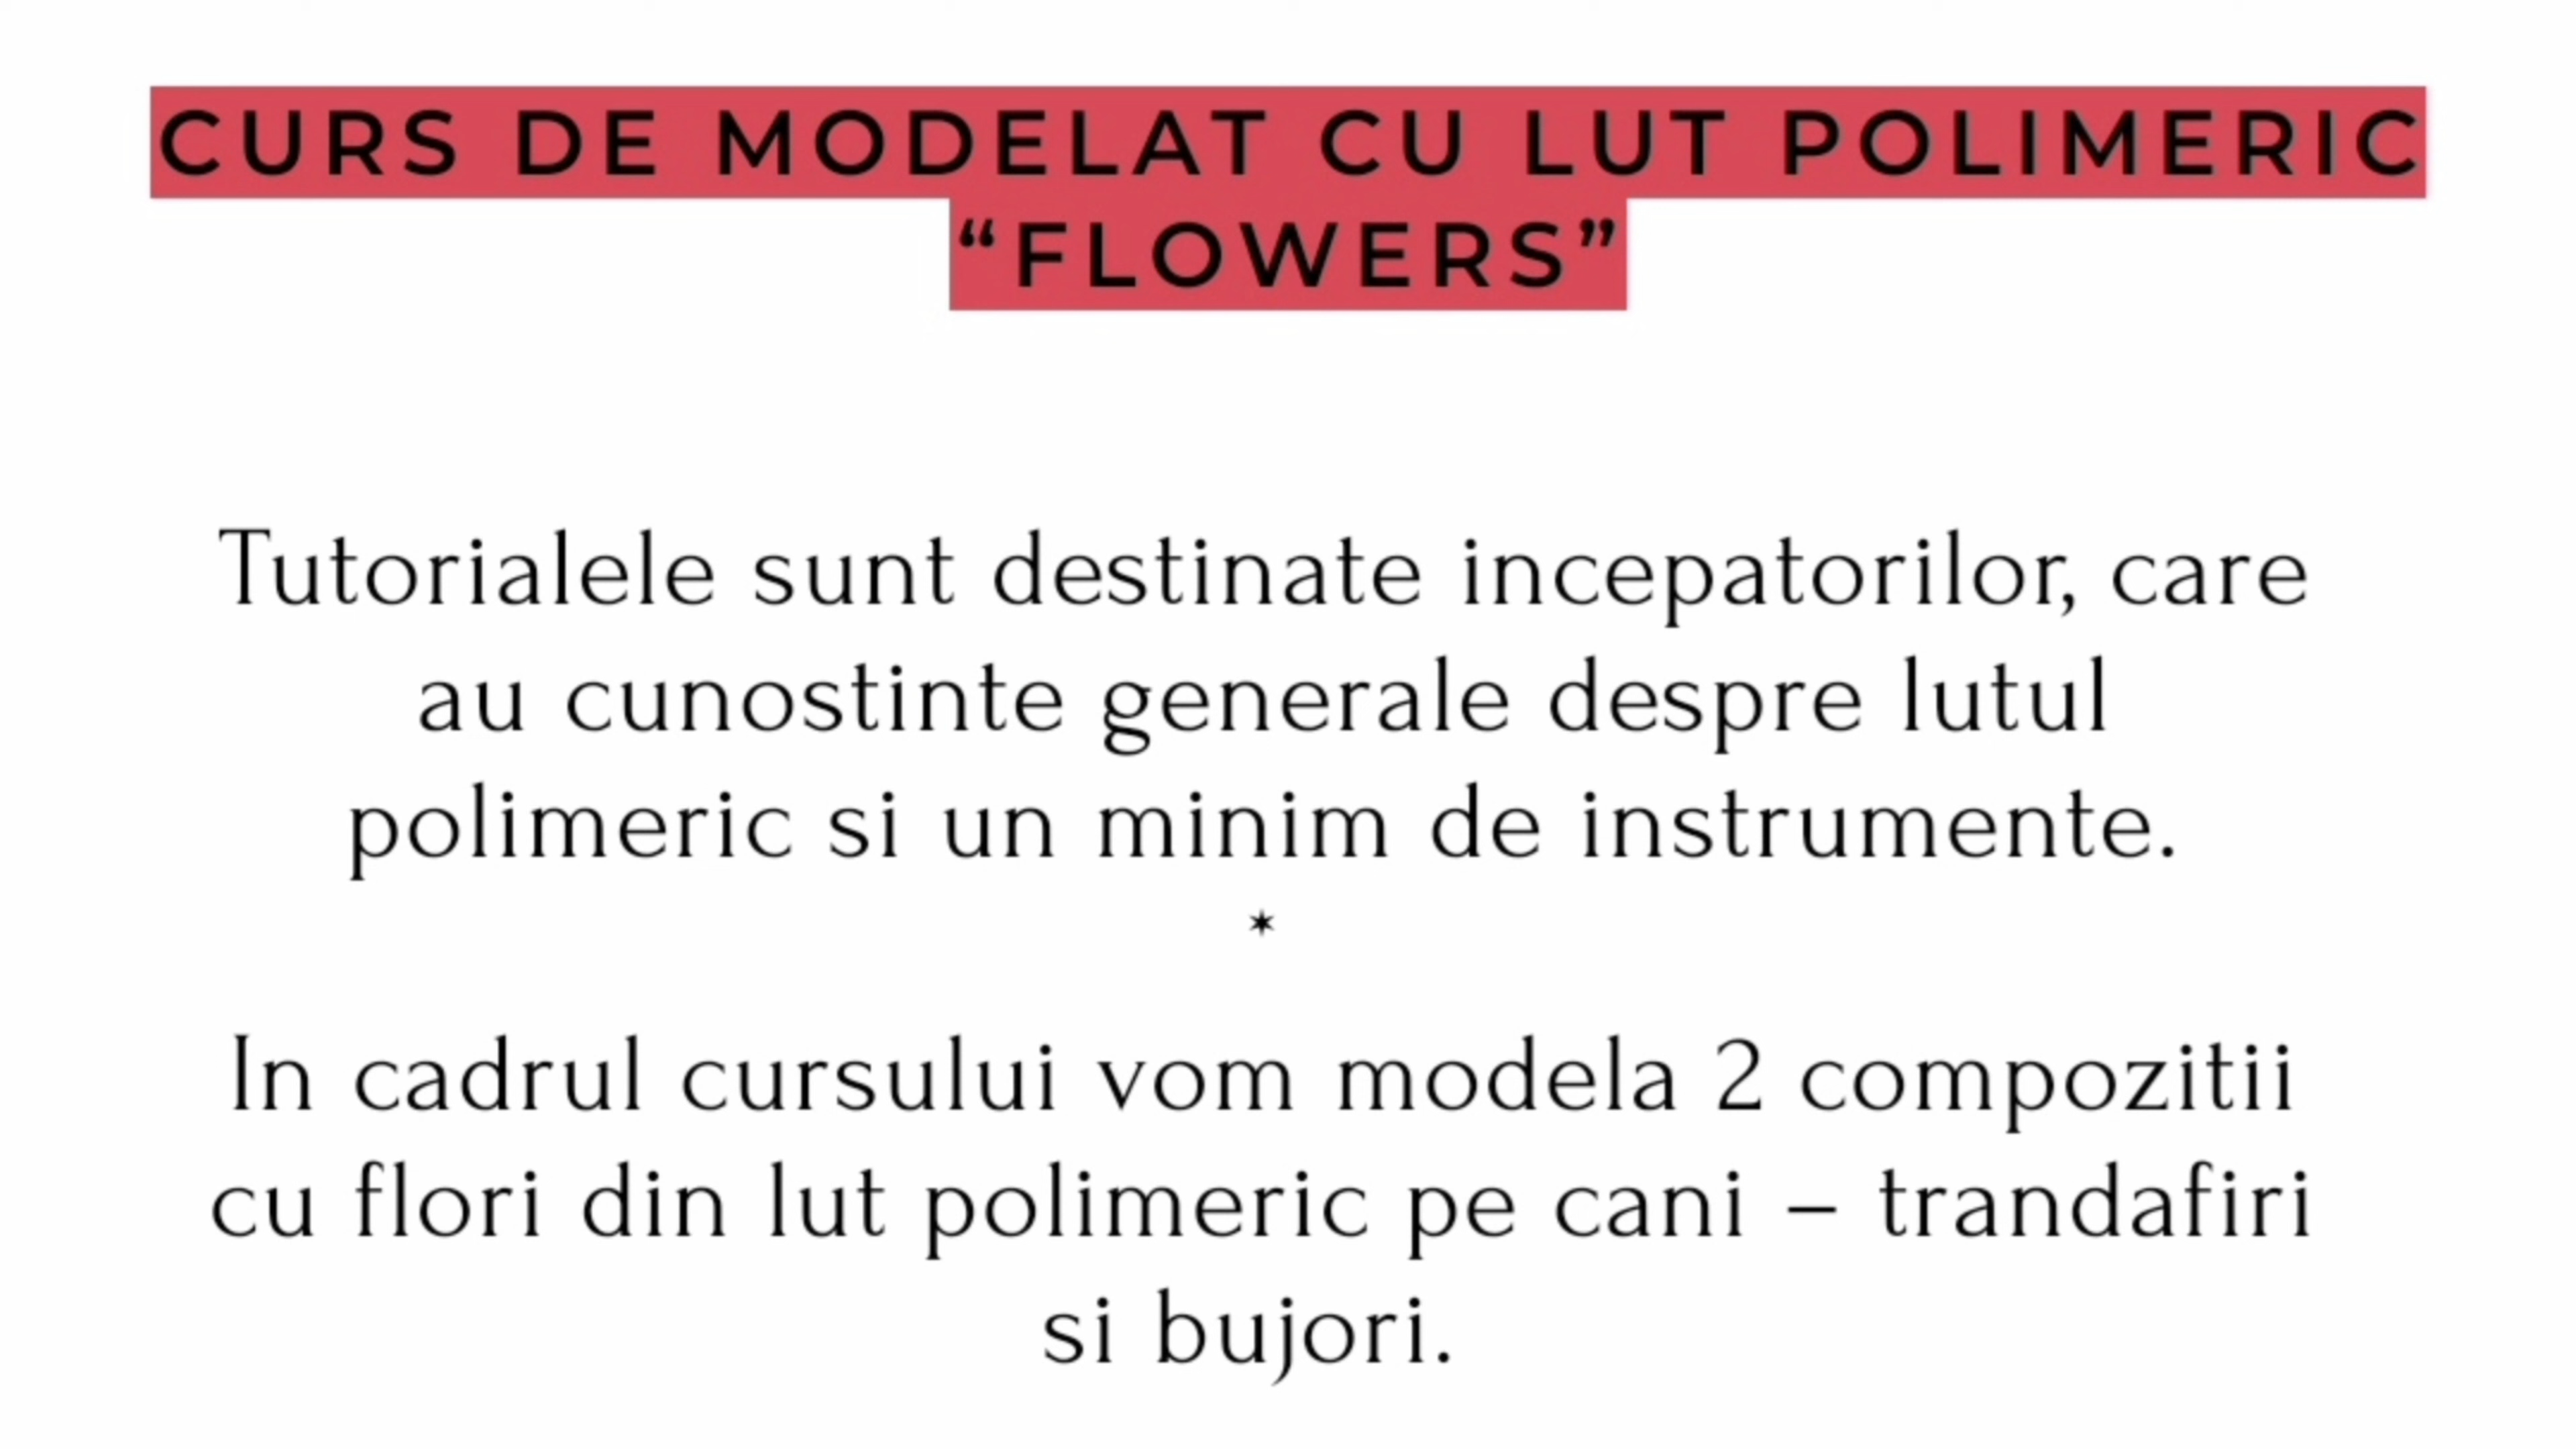 CURS DE MODELAT CU LUT POLIMERIC
“FLOWERS”
Tutorialele sunt destinate incepatorilor, care
au cunostinte generale despre lutul
polimeric si un minim de instrumente.
✶
In cadrul cursului vom modela 2 compozitii
cu flori din lut polimeric pe cani – trandafiri
si bujori.